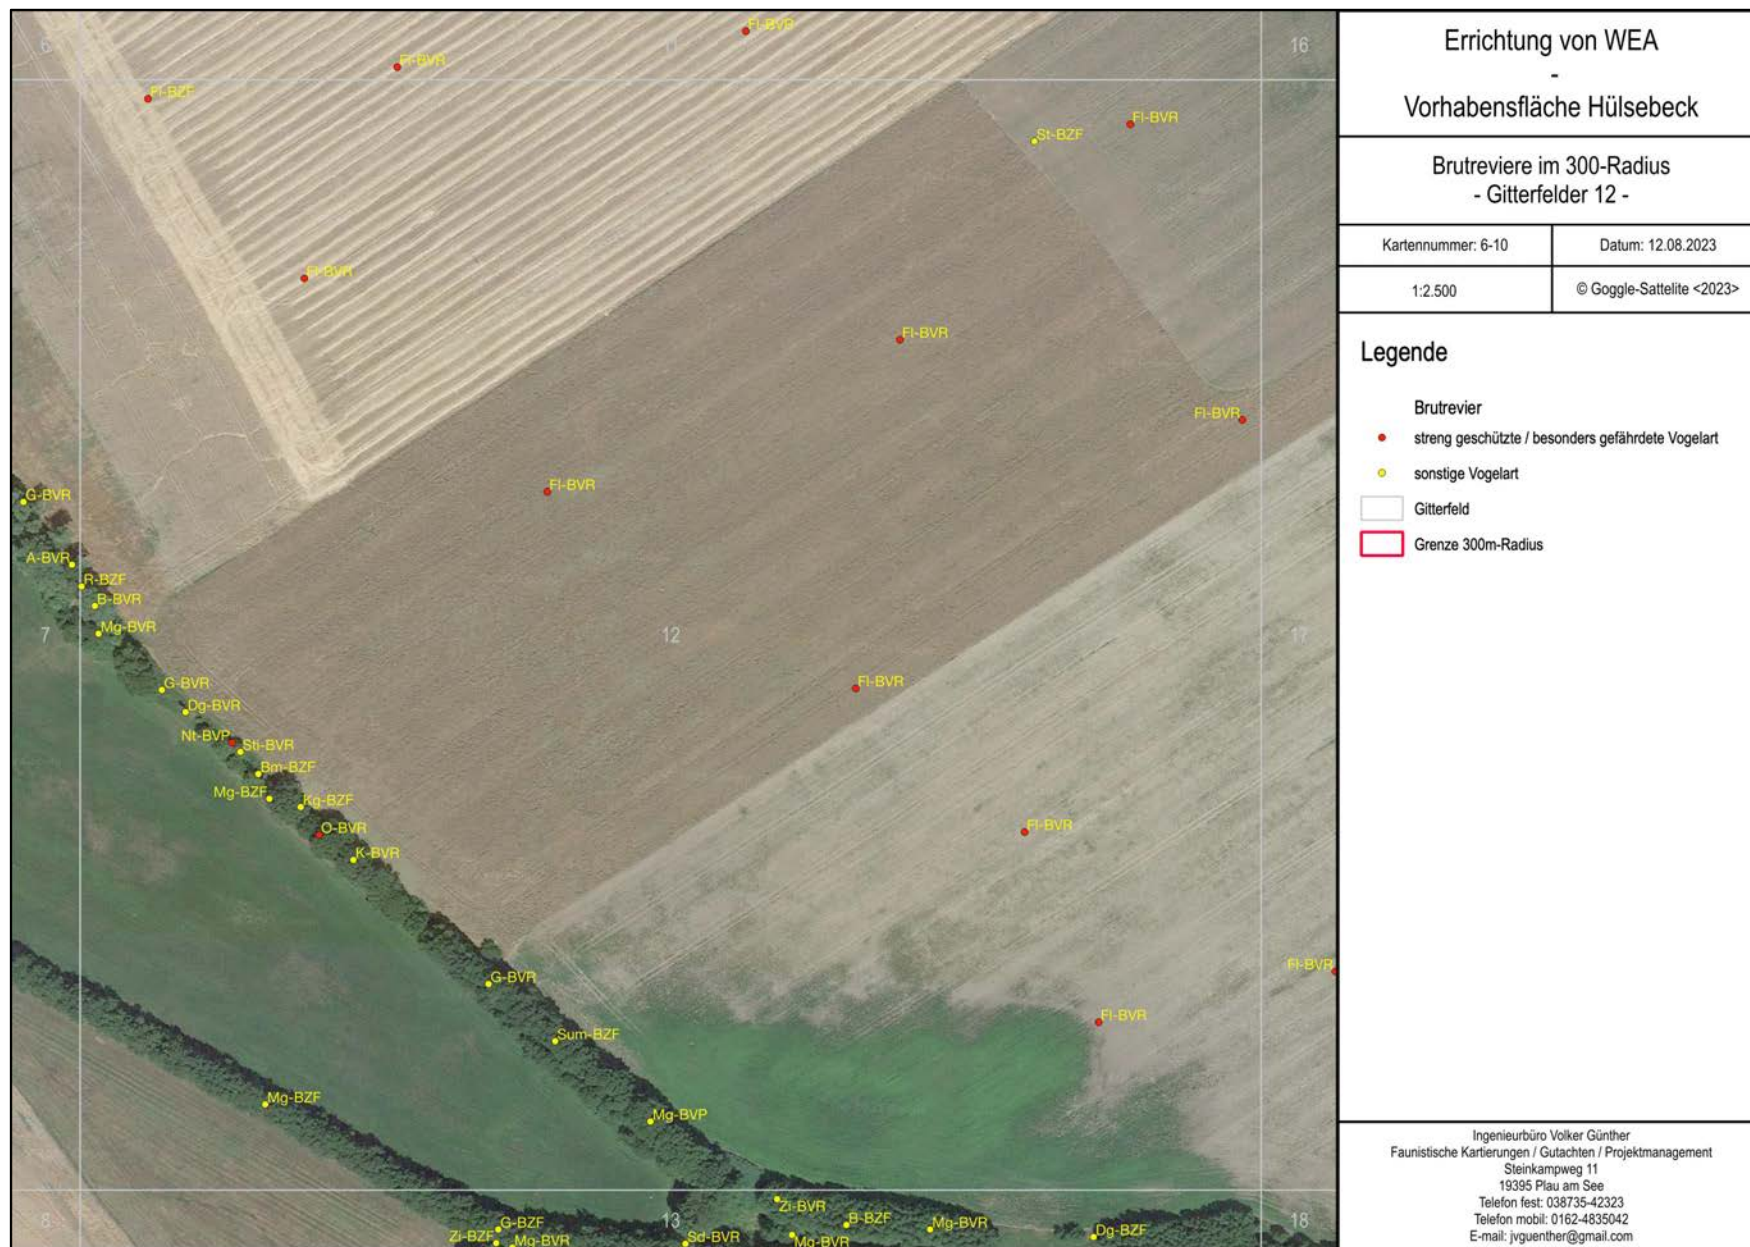 6
11
16
Fl-BVR
Fl-BVR
Fl-BZF
Fl-BVR
St-BZF
Fl-BVR
Fl-BVR
Fl-BVR
Fl-BVR
G-BVR
A-BVR
R-BZF
B-BVR
Mg-BVR
7
12
17
G-BVR
Fl-BVR
Dg-BVR
Nt-BVP
Sti-BVR
Bm-BZF
Mg-BZF
Kg-BZF
O-BVR
Fl-BVR
K-BVR
Fl-BVR
G-BVR
Fl-BVR
Sum-BZF
Mg-BZF
Mg-BVP
Zi-BVR
8
G-BZF
13
B-BZF
Mg-BVR
18
Zi-BZF
Mg-BVR
Sd-BVR
Mg-BVR
Dg-BZF
Errichtung von WEA
-
Vorhabensfläche Hülsebeck
Brutreviere im 300-Radius
- Gitterfelder 12 -
Kartennummer: 6-10
Datum: 12.08.2023
1:2.500
© Goggle-Sattelite <2023>
Legende
Brutrevier
streng geschützte / besonders gefährdete Vogelart
sonstige Vogelart
Gitterfeld
Grenze 300m-Radius
Ingenieurbüro Volker Günther
Faunistische Kartierungen / Gutachten / Projektmanagement
Steinkampweg 11
19395 Plau am See
Telefon fest: 038735-42323
Telefon mobil: 0162-4835042
E-mail: jvguenther@gmail.com